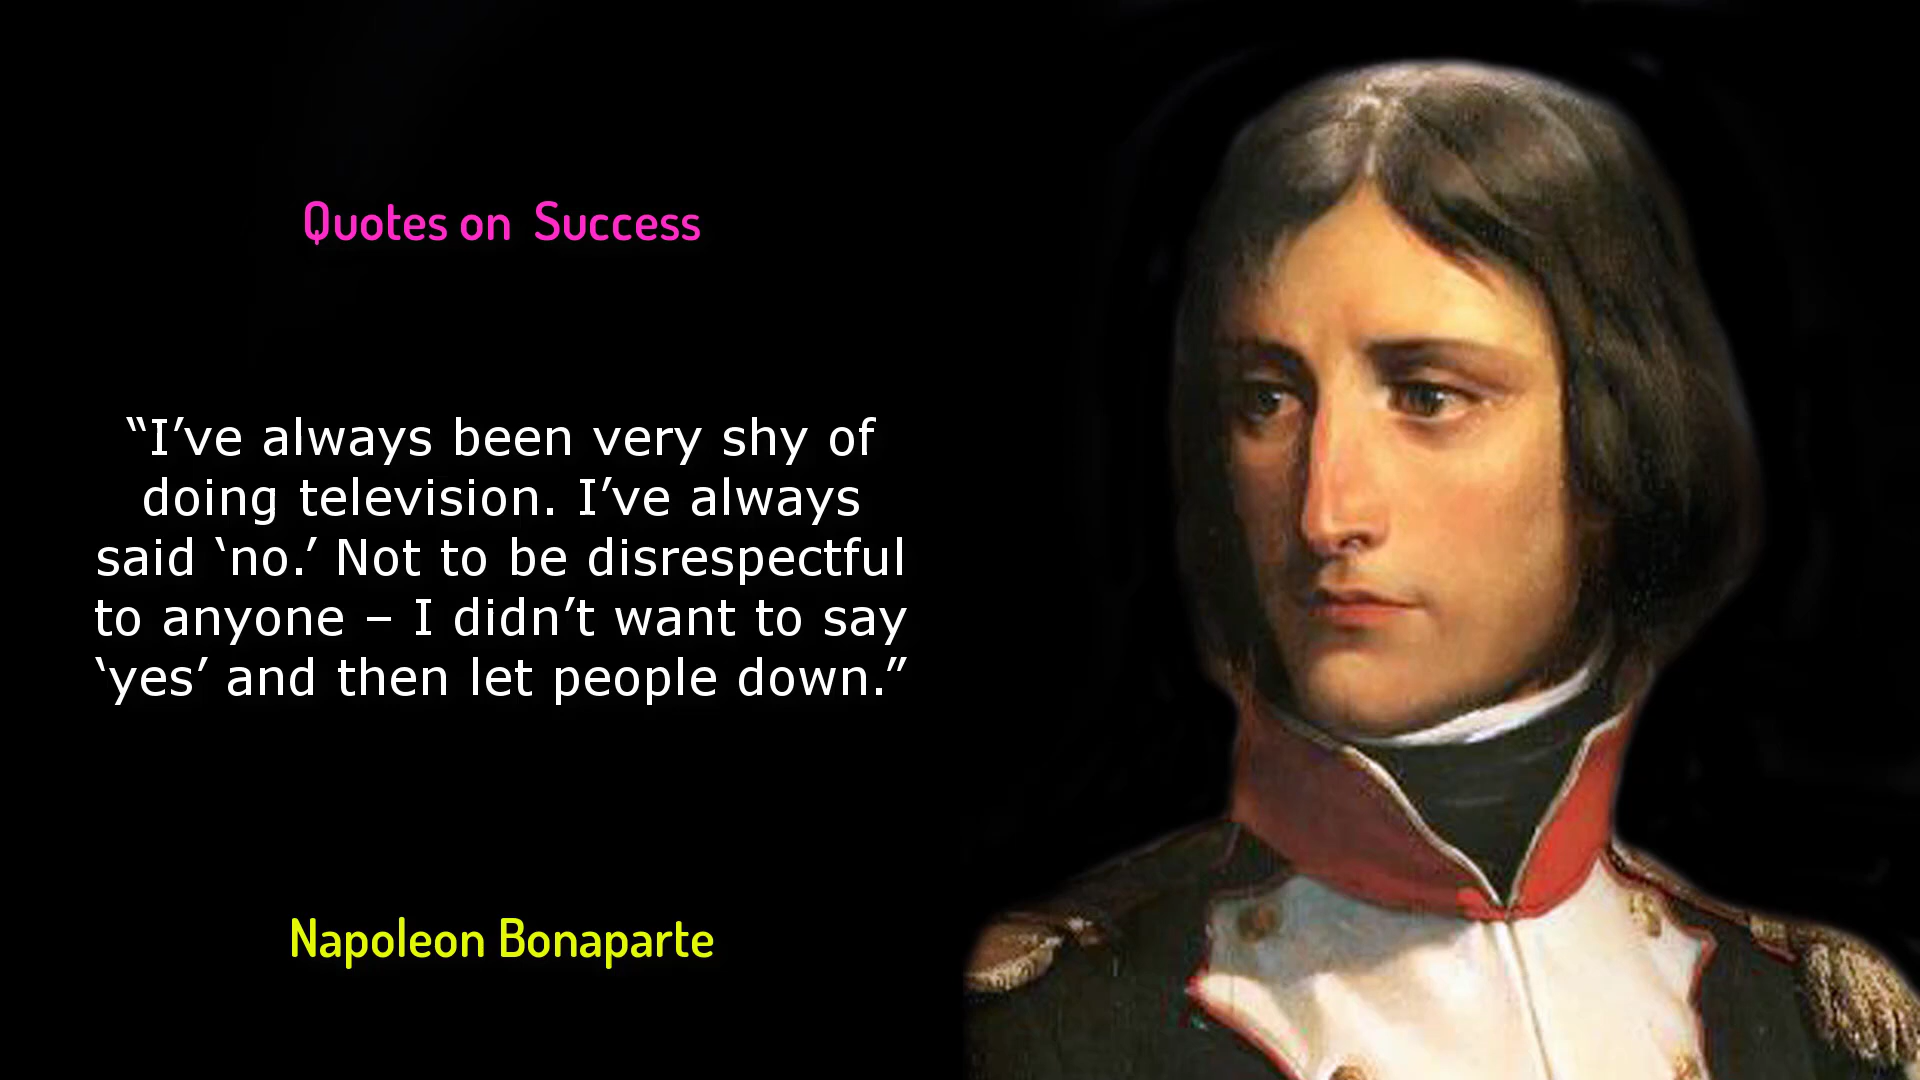 Quotes on  Success
“I’ve always been very shy of
doing television. I’ve always
said ‘no.’ Not to be disrespectful
to anyone – I didn’t want to say
‘yes’ and then let people down.”
Napoleon Bonaparte